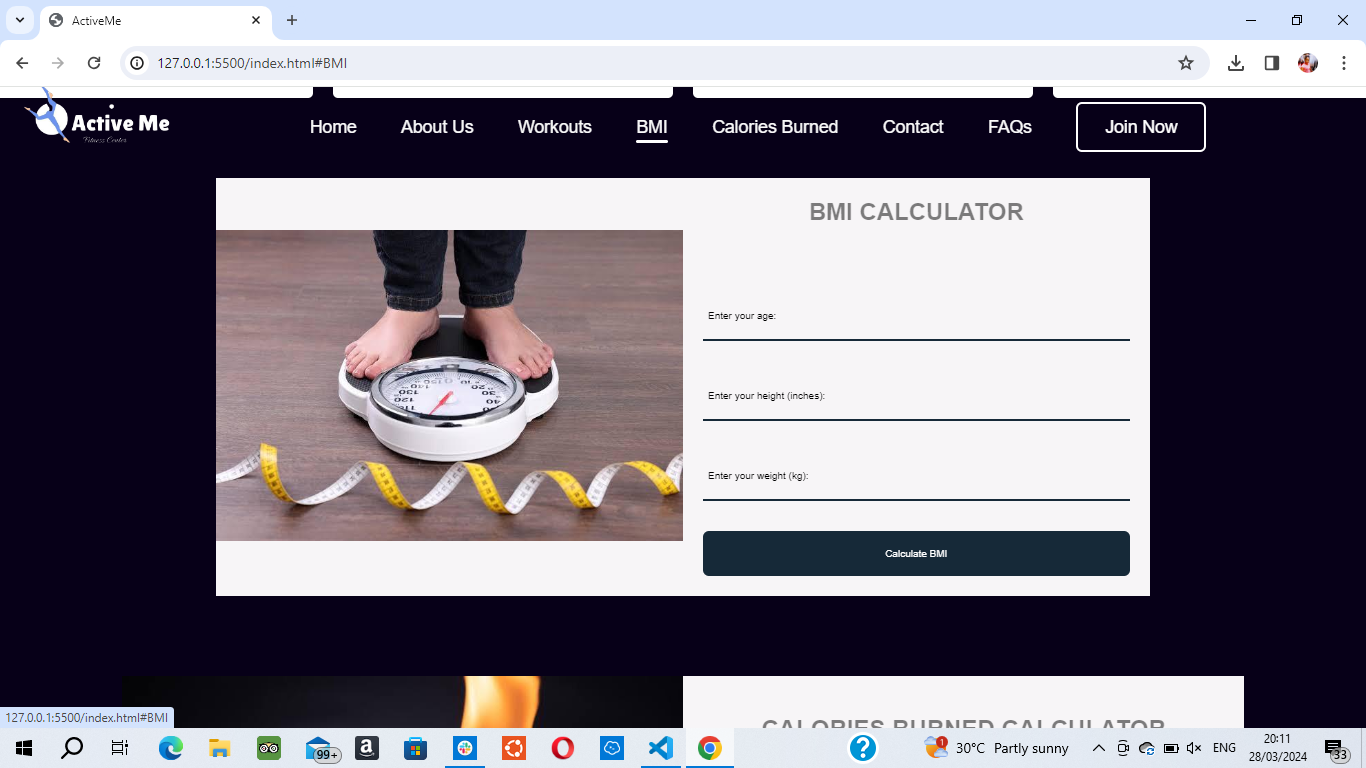 ActiveMe
127.0.0.1:5500/index.html#BMI
Active Me
Fitness Center
Home
About Us
Workouts
BMI
Calories Burned
Contact
FAQs
Join Now
BMI CALCULATOR
Enter your age:
Enter your height (inches):
Enter your weight (kg):
Calculate BMI
CALORIES BURNED CALCULATOR
127.0.0.1:5500/index.html#BMI
99+
30°C Partly sunny
ENG
20:11
28/03/2024
33